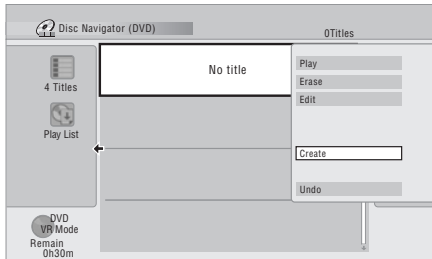 Disc Navigator (DVD)
0Titles
4 Titles
Play List
No title
Play
Erase
Edit
Create
Undo
DVD
VR Mode
Remain
0h30m